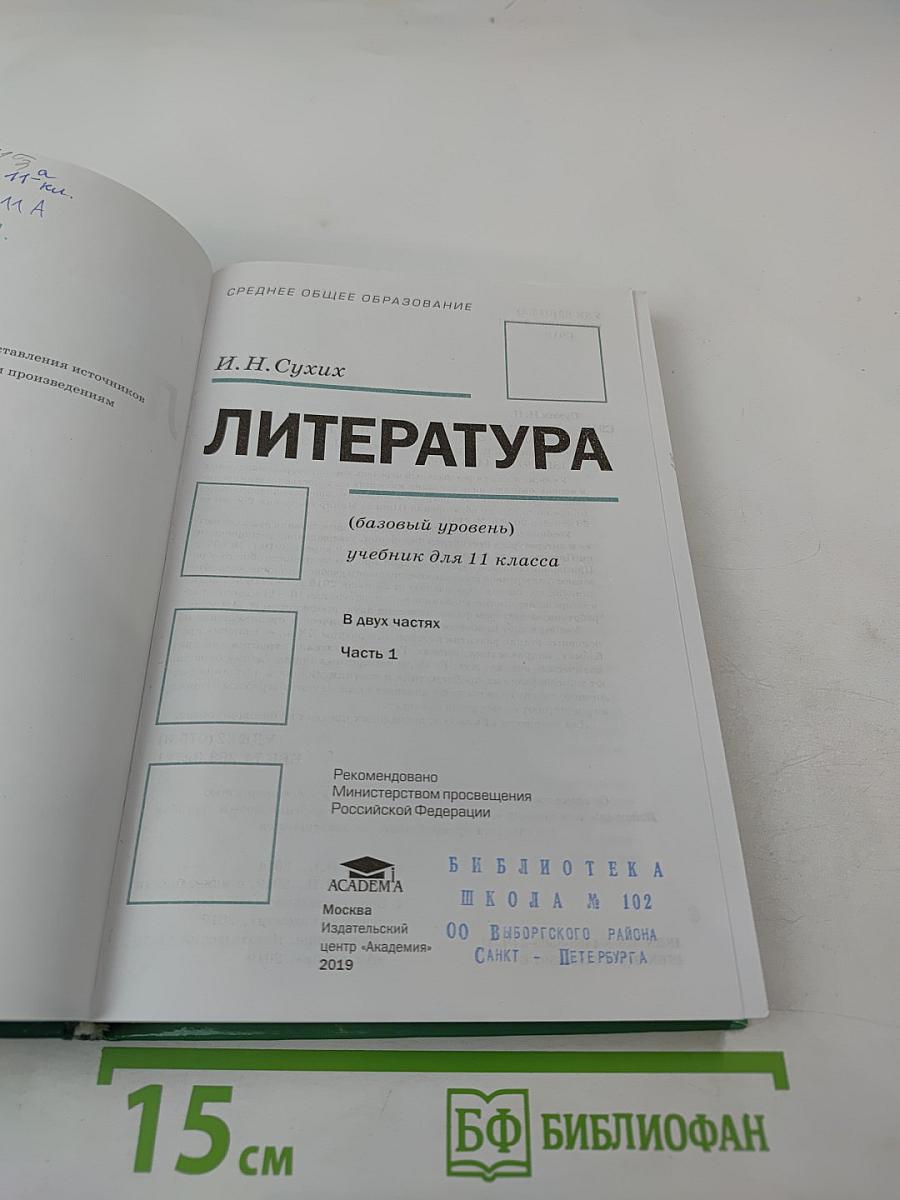 11 а кл.
11 А
ставления источников
произведениям
СРЕДНЕЕ ОБЩЕЕ ОБРАЗОВАНИЕ
И. Н. Сухих
ЛИТЕРАТУРА
(базовый уровень)
учебник для 11 класса
В двух частях
Часть 1
Рекомендовано
Министерством просвещения
Российской Федерации
ACADEMA
Москва
Издательский
центр «Академия»
2019
БИБЛИОТЕКА
ШКОЛА № 102
ОО ВЫБОРГСКОГО РАЙОНА
САНКТ - ПЕТЕРБУРГА
15 см
БФ БИБЛИОФАН